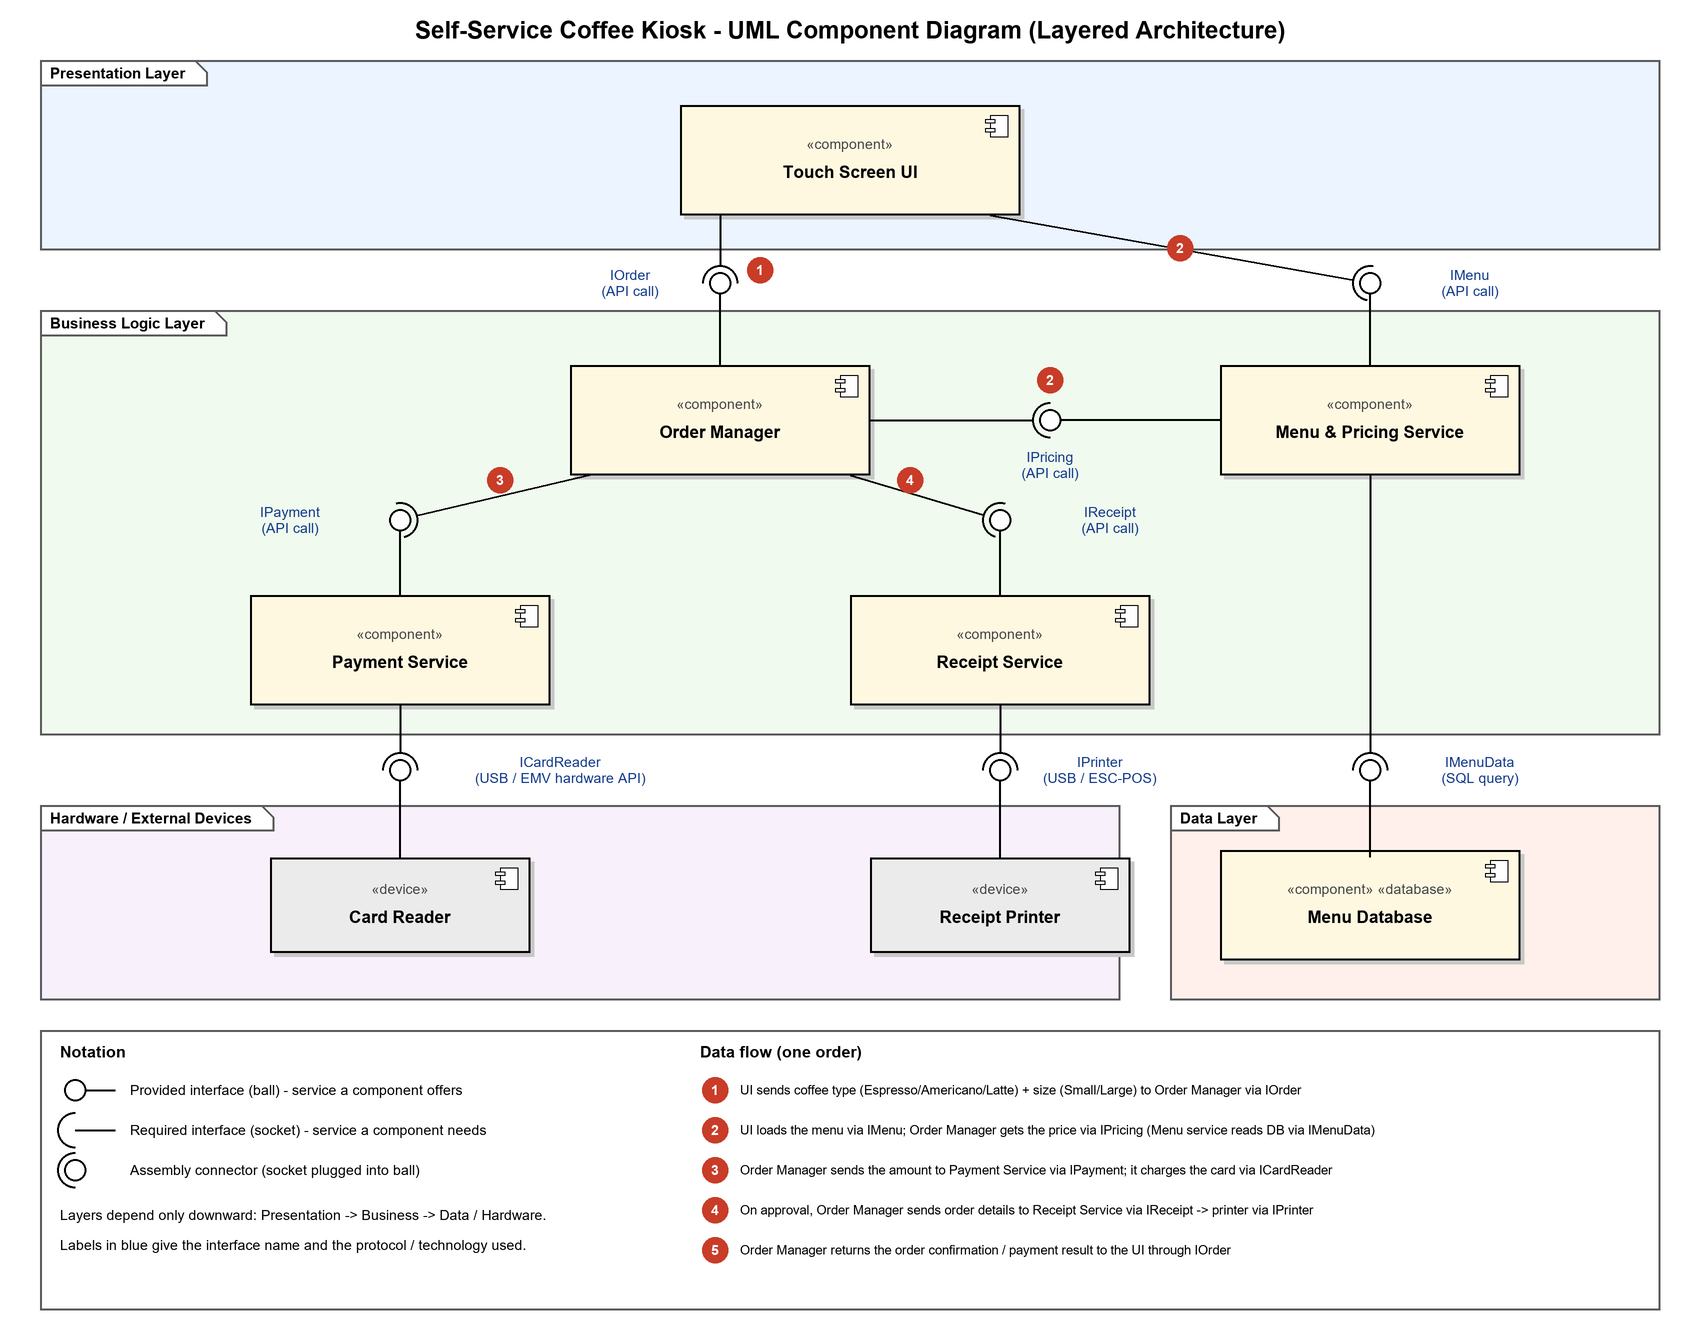 Self-Service Coffee Kiosk - UML Component Diagram (Layered Architecture)
Presentation Layer
«component»
Touch Screen UI
2
1
IOrder
(API call)
IMenu
(API call)
Business Logic Layer
«component»
Order Manager
2
IPricing
(API call)
«component»
Menu & Pricing Service
3
4
IPayment
(API call)
IReceipt
(API call)
«component»
Payment Service
«component»
Receipt Service
ICardReader
(USB / EMV hardware API)
IPrinter
(USB / ESC-POS)
IMenuData
(SQL query)
Hardware / External Devices
«device»
Card Reader
«device»
Receipt Printer
Data Layer
«component» «database»
Menu Database
Notation
Provided interface (ball) - service a component offers
Required interface (socket) - service a component needs
Assembly connector (socket plugged into ball)
Layers depend only downward: Presentation -> Business -> Data / Hardware.
Labels in blue give the interface name and the protocol / technology used.
Data flow (one order)
1 UI sends coffee type (Espresso/Americano/Latte) + size (Small/Large) to Order Manager via IOrder
2 UI loads the menu via IMenu; Order Manager gets the price via IPricing (Menu service reads DB via IMenuData)
3 Order Manager sends the amount to Payment Service via IPayment; it charges the card via ICardReader
4 On approval, Order Manager sends order details to Receipt Service via IReceipt -> printer via IPrinter
5 Order Manager returns the order confirmation / payment result to the UI through IOrder